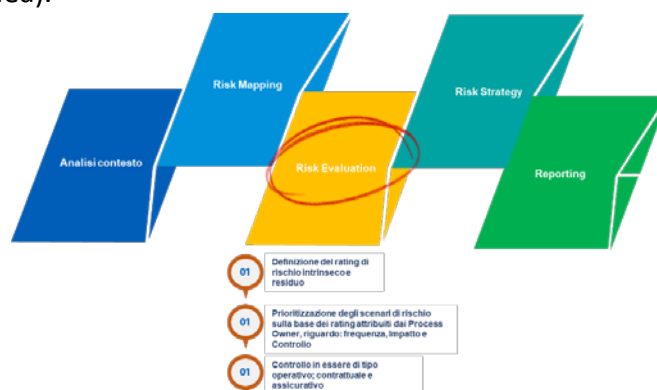 Risk Mapping
Risk Strategy
Analisi contesto
Risk Evaluation
Reporting
01
Definizione del rating di
rischio intrinseco e
residuo
01
Prioritizzazione degli scenari di rischio
sulla base dei rating attribuiti dai Process
Owner, riguardo: frequenza, Impatto e
Controllo
01
Controllo in essere di tipo
operativo; contrattuale e
assicurativo